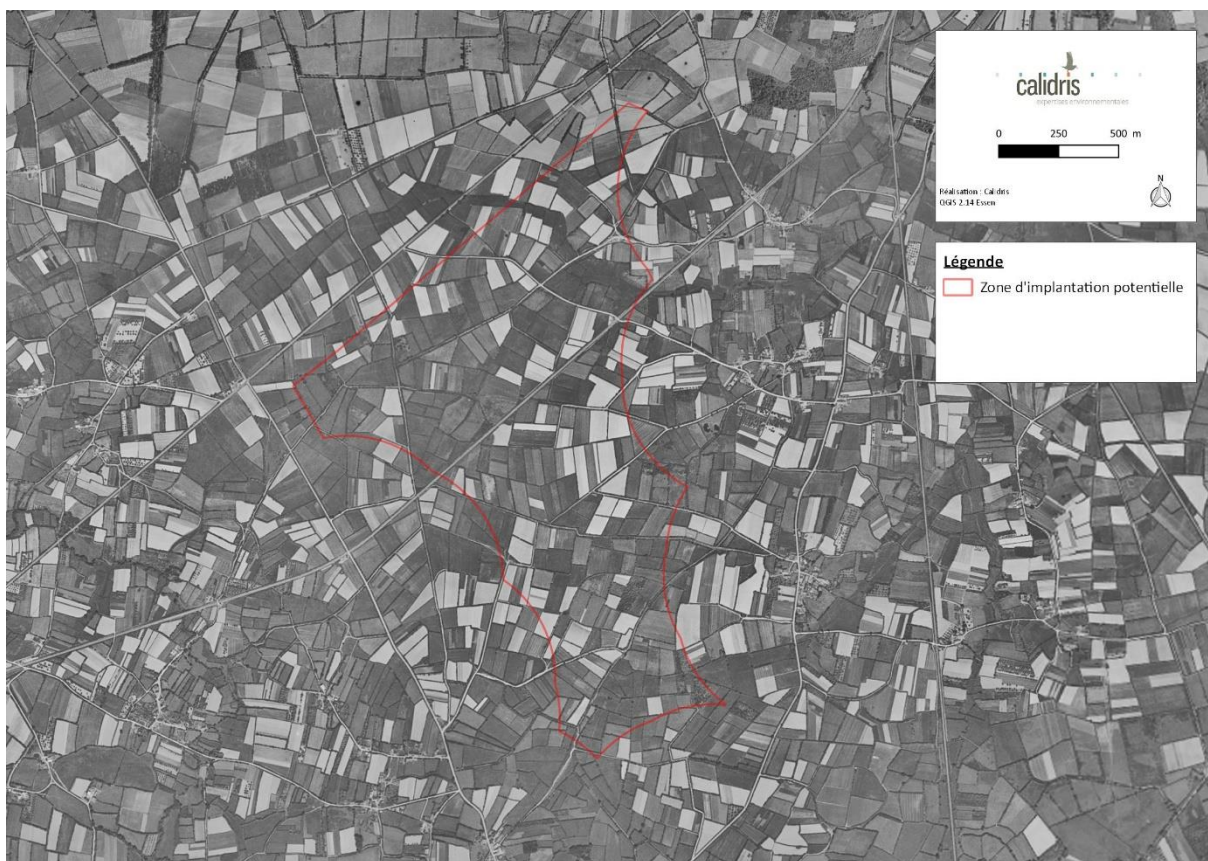 calidris
expertises environnementales
0 250 500 m
Réalisation : Calidris
QGIS 2.14 Essen
N
Légende
Zone d'implantation potentielle